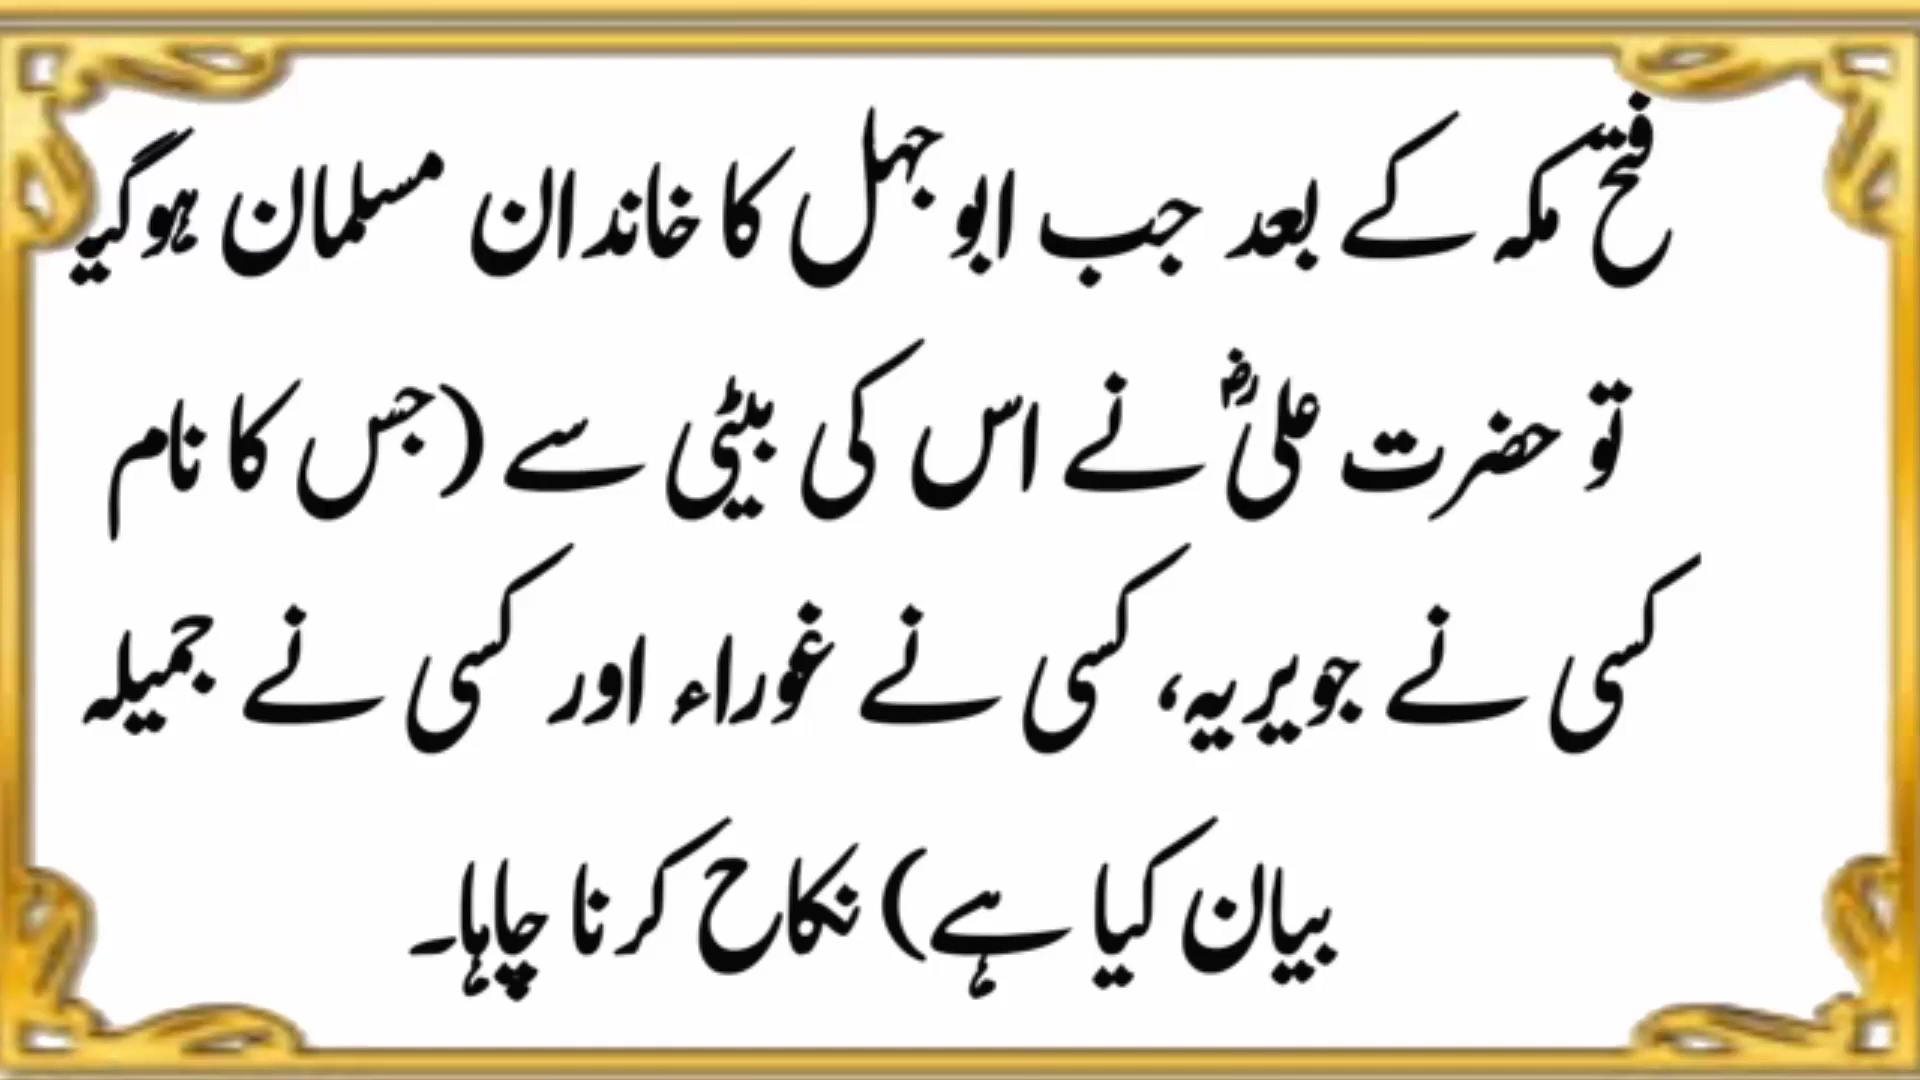 فتح مکہ کے بعد جب ابو جہل کا خاندان مسلمان ہوگیا
تو حضرت علیؓ نے اس کی بیٹی سے (جس کا نام
کسی نے جویریہ، کسی نے غوراء اور کسی نے جمیلہ
بیان کیا ہے) نکاح کرنا چاہا۔